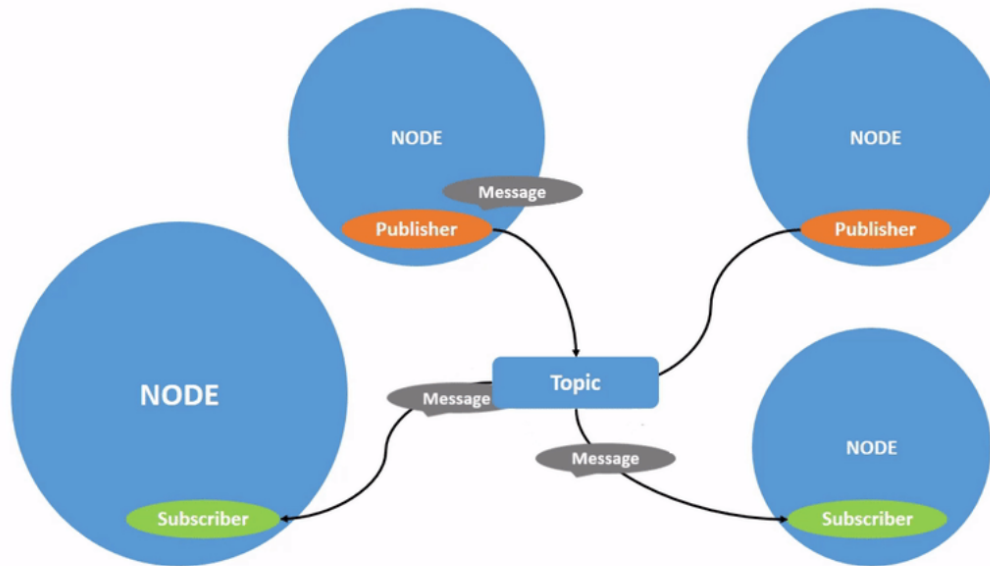 NODE
NODE
Message
Publisher
Publisher
NODE
Topic
Message
NODE
Message
Subscriber
Subscriber